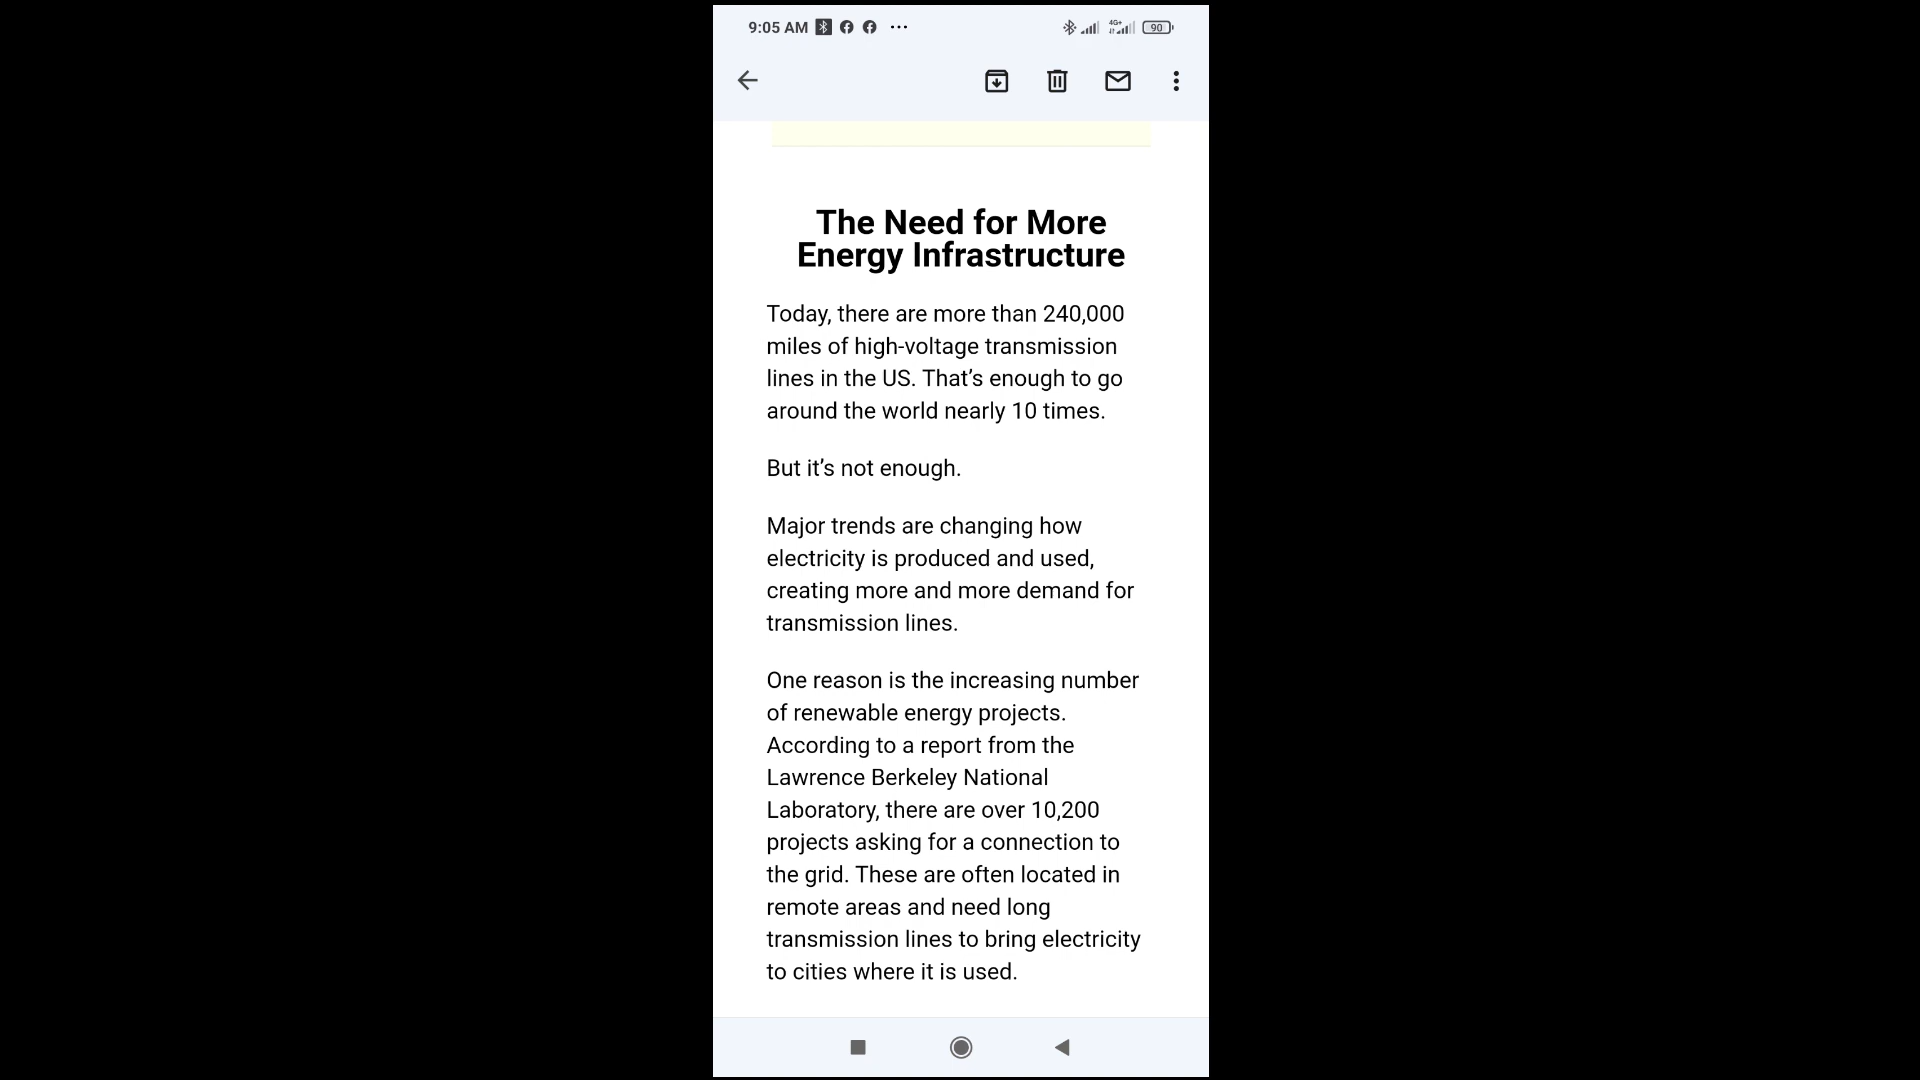 9:05 AM
4G+
90
The Need for More
Energy Infrastructure
Today, there are more than 240,000
miles of high-voltage transmission
lines in the US. That’s enough to go
around the world nearly 10 times.
But it’s not enough.
Major trends are changing how
electricity is produced and used,
creating more and more demand for
transmission lines.
One reason is the increasing number
of renewable energy projects.
According to a report from the
Lawrence Berkeley National
Laboratory, there are over 10,200
projects asking for a connection to
the grid. These are often located in
remote areas and need long
transmission lines to bring electricity
to cities where it is used.